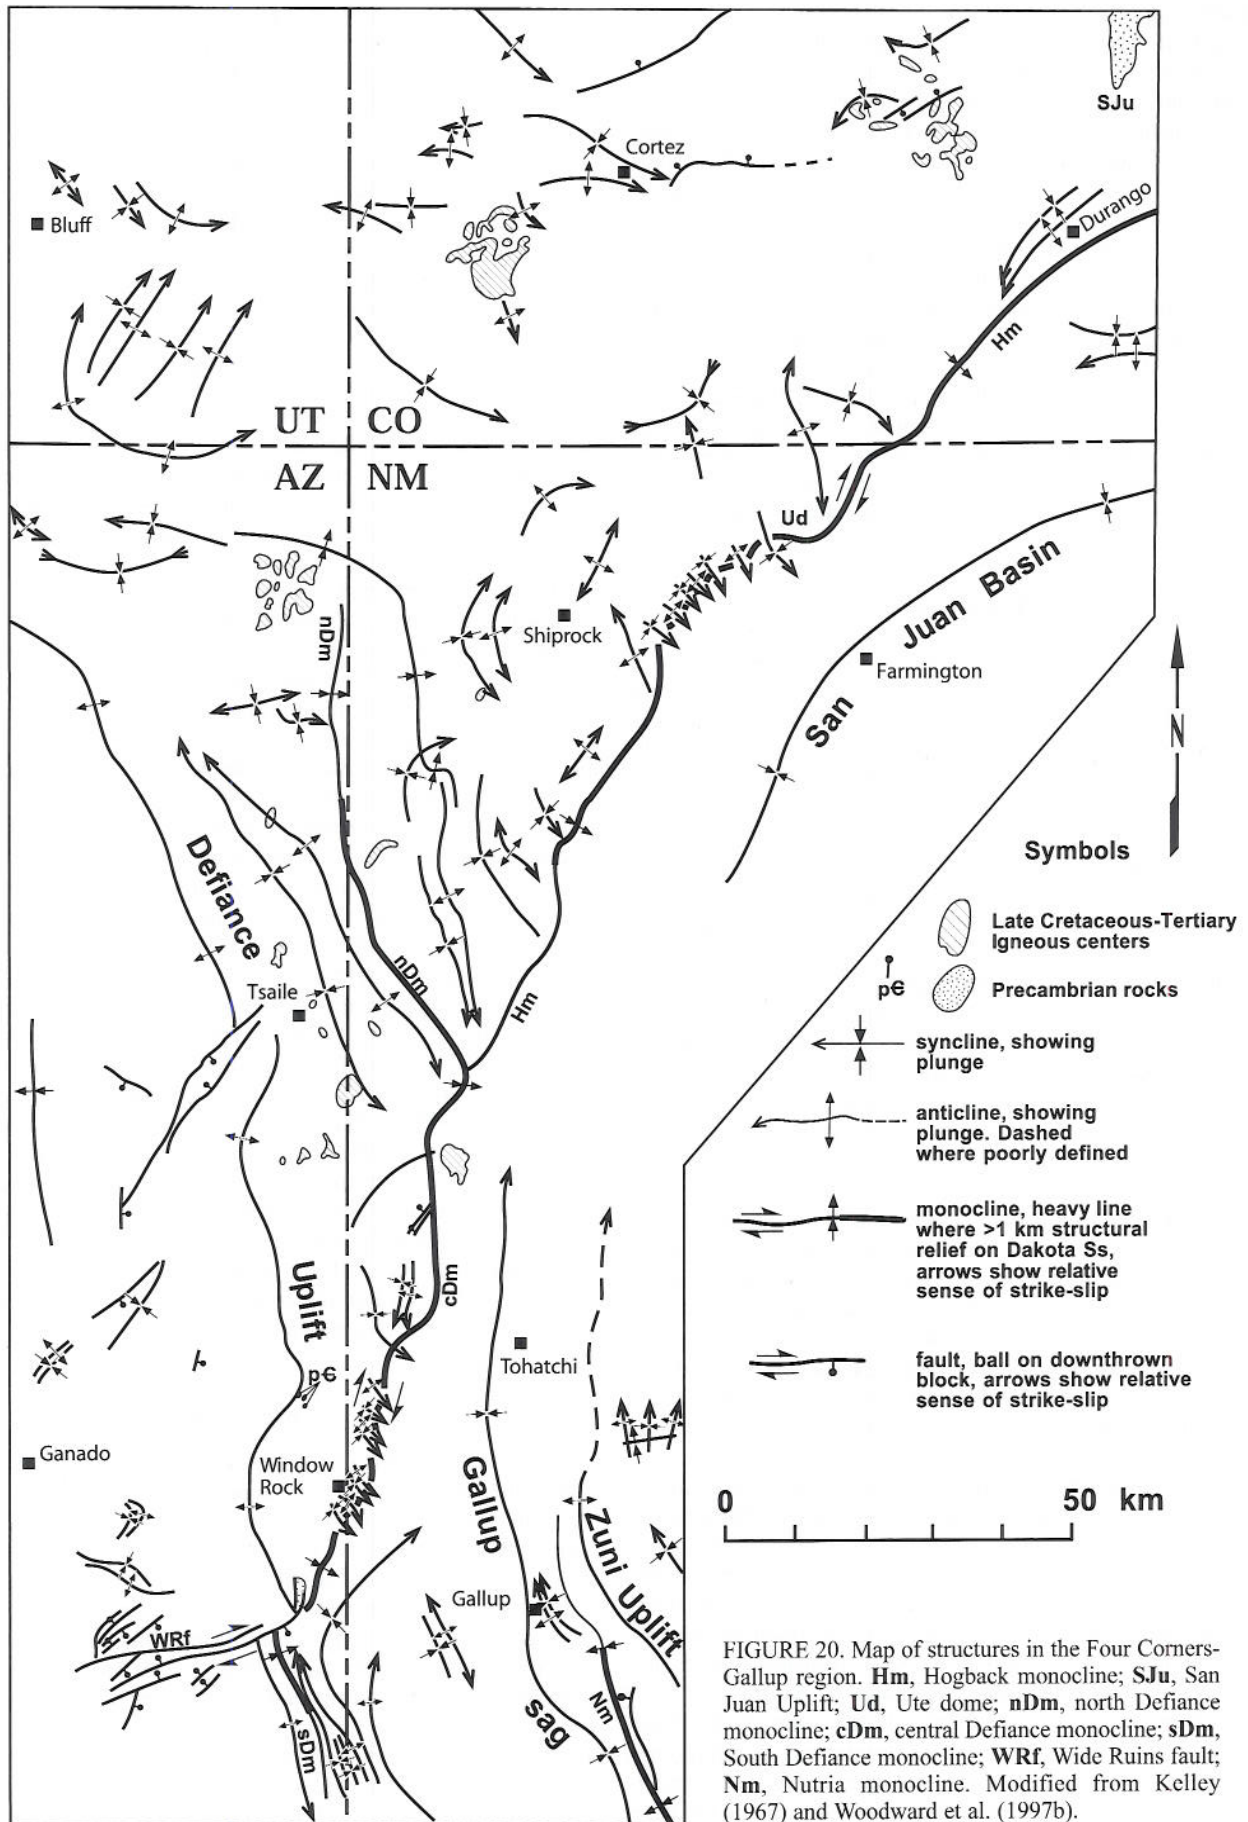 SJu
Cortez
Durango
Bluff
Hm
UT
CO
AZ
NM
Ud
nDm
Shiprock
San Juan Basin
Farmington
N
Defiance
Symbols
Late Cretaceous-Tertiary
Igneous centers
p€
Precambrian rocks
nDm
Tsaile
Hm
syncline, showing
plunge
anticline, showing
plunge. Dashed
where poorly defined
monocline, heavy line
where >1 km structural
relief on Dakota Ss,
arrows show relative
sense of strike-slip
Uplift
cDm
Tohatchi
p€
fault, ball on downthrown
block, arrows show relative
sense of strike-slip
Ganado
Window
Rock
Gallup
0
50 km
Zuni Uplift
Gallup
WRf
sag
Nm
sDm
FIGURE 20. Map of structures in the Four Corners-
Gallup region. Hm, Hogback monocline; SJu, San
Juan Uplift; Ud, Ute dome; nDm, north Defiance
monocline; cDm, central Defiance monocline; sDm,
South Defiance monocline; WRf, Wide Ruins fault;
Nm, Nutria monocline. Modified from Kelley
(1967) and Woodward et al. (1997b).